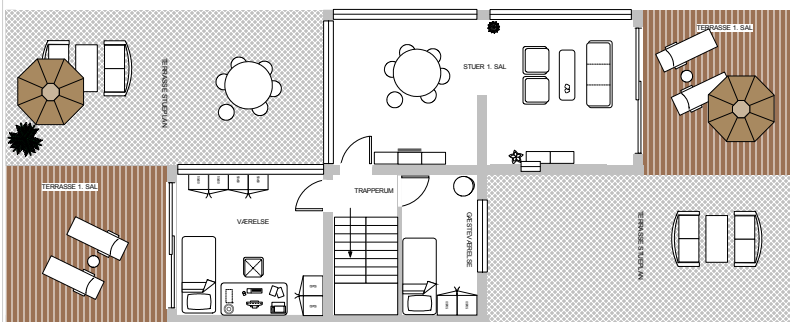 TERRASSE 1. SAL
TERRASSE STUEPLAN
STUER 1. SAL
TERRASSE 1. SAL
TRAPPERUM
VÆRELSE
GÆSTEVÆRELSE
TERRASSE STUEPLAN